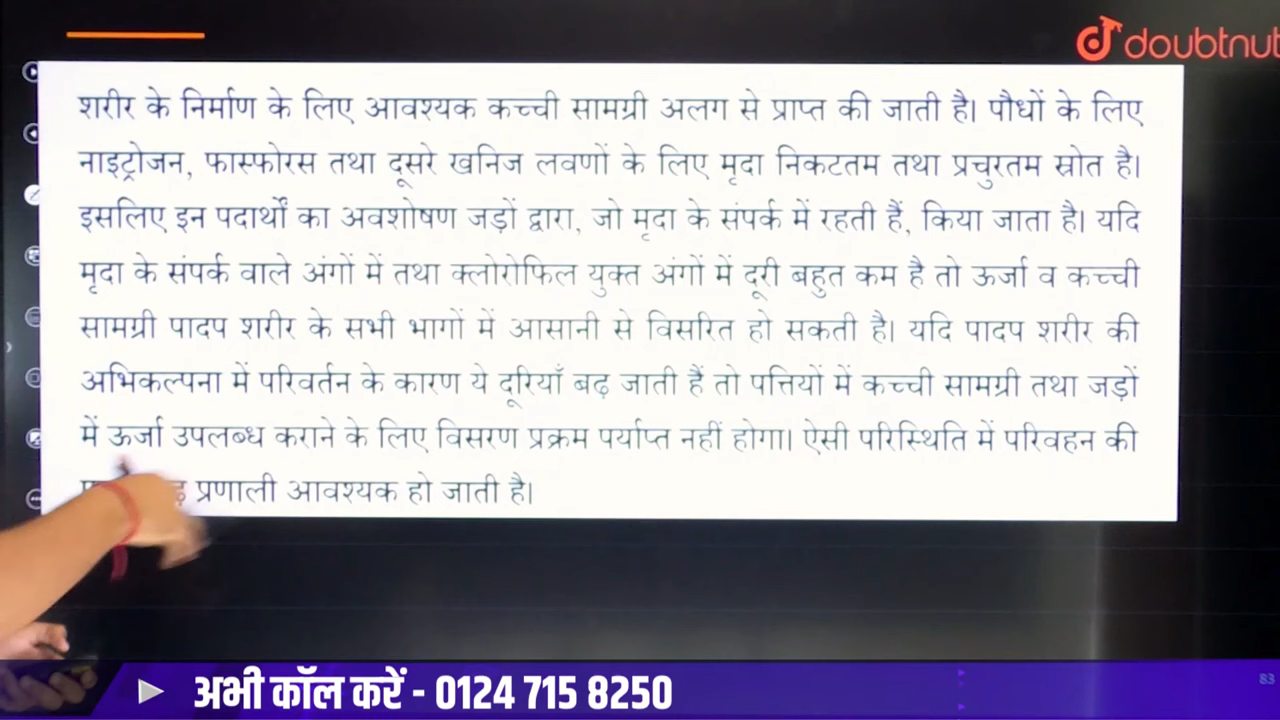 doubtnut
शरीर के निर्माण के लिए आवश्यक कच्ची सामग्री अलग से प्राप्त की जाती है। पौधों के लिए
नाइट्रोजन, फास्फोरस तथा दूसरे खनिज लवणों के लिए मृदा निकटतम तथा प्रचुरतम स्रोत है।
इसलिए इन पदार्थों का अवशोषण जड़ों द्वारा, जो मृदा के संपर्क में रहती हैं, किया जाता है। यदि
मृदा के संपर्क वाले अंगों में तथा क्लोरोफिल युक्त अंगों में दूरी बहुत कम है तो ऊर्जा व कच्ची
सामग्री पादप शरीर के सभी भागों में आसानी से विसरित हो सकती है। यदि पादप शरीर की
अभिकल्पना में परिवर्तन के कारण ये दूरियाँ बढ़ जाती हैं तो पत्तियों में कच्ची सामग्री तथा जड़ों
में ऊर्जा उपलब्ध कराने के लिए विसरण प्रक्रम पर्याप्त नहीं होगा। ऐसी परिस्थिति में परिवहन की
प्रणाली आवश्यक हो जाती है।
अभी कॉल करें - 0124 715 8250
83